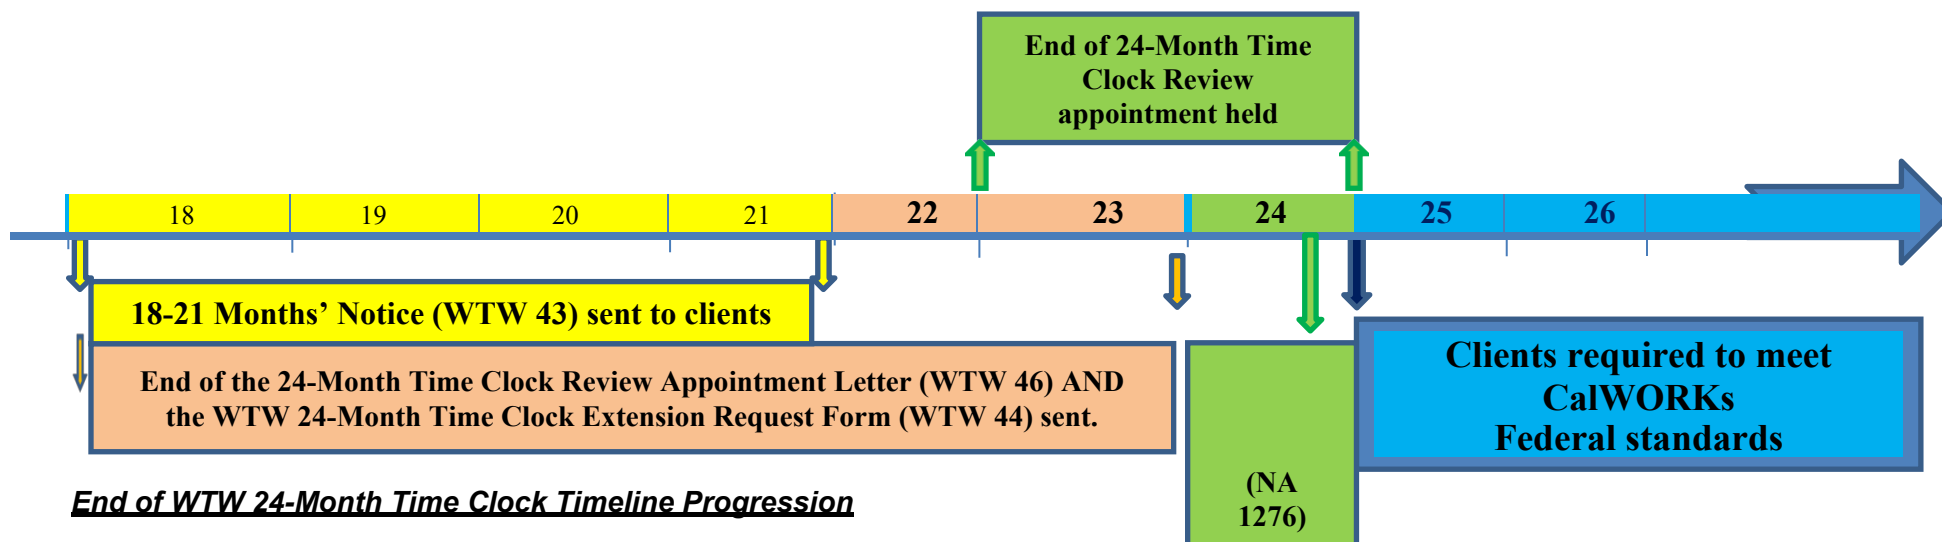 End of 24-Month Time
Clock Review
appointment held
18 19 20 21 22 23 24 25 26
18-21 Months’ Notice (WTW 43) sent to clients
End of the 24-Month Time Clock Review Appointment Letter (WTW 46) AND
the WTW 24-Month Time Clock Extension Request Form (WTW 44) sent.
(NA
1276)
Clients required to meet
CalWORKs
Federal standards
End of WTW 24-Month Time Clock Timeline Progression